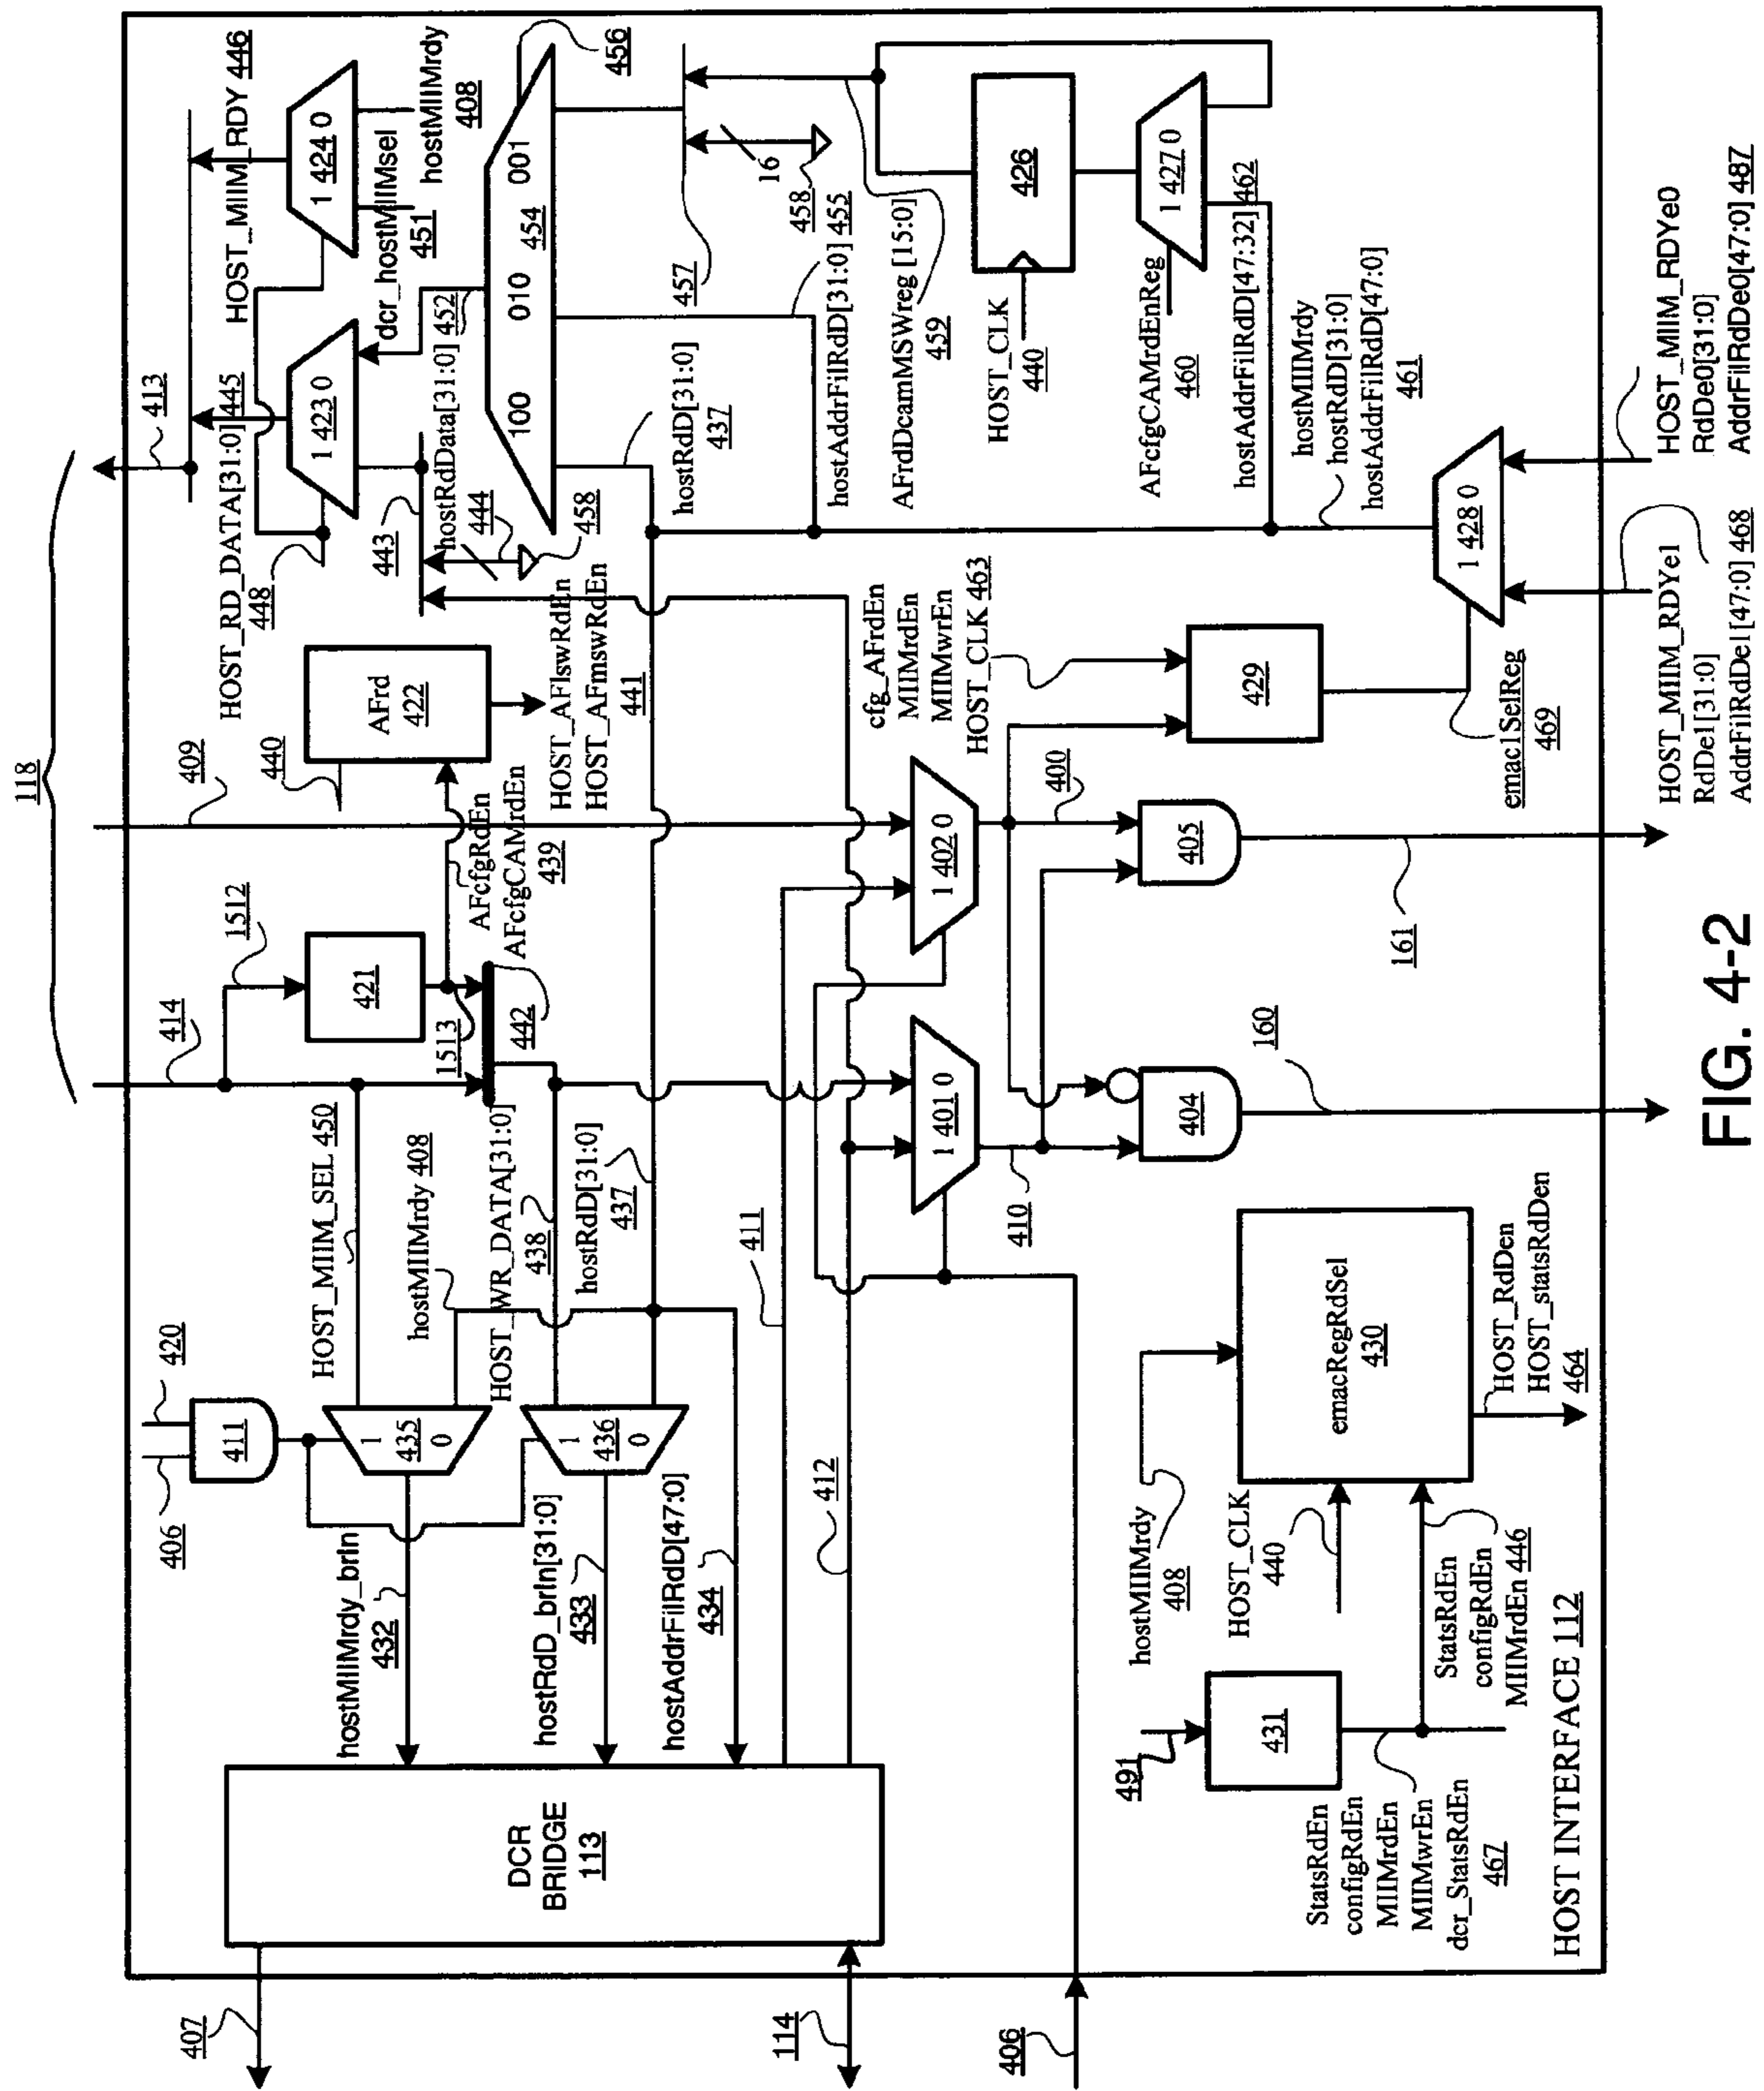 118
413
HOST_MIIM_RDY 446
1 424 0
hostMIIMrdy
408
dcr_hostMIIMsel
451
HOST_RD_DATA[31:0] 445
448
1 423 0
443
hostRdData[31:0] 452
444
458
456
100 010 454 001
457
16
458
hostRdD[31:0]
437
hostAddrFilRdD[31:0] 455
AFrdDcamMSWreg [15:0]
459
426
HOST_CLK
440
1 427 0
AFcfgCAMrdEnReg
460
hostAddrFilRdD[47:32] 462
hostMIIMrdy
hostRdD[31:0]
hostAddrFilRdD[47:0]
461
1 428 0
HOST_MIIM_RDYe0
RdDe0[31:0]
AddrFilRdDe0[47:0] 487
HOST_MIIM_RDYe1
RdDe1[31:0]
AddrFilRdDe1[47:0] 468
409
414
1512
421
1513
442
AFrd
422
440
AFcfgRdEn
AFcfgCAMrdEn
439
HOST_AFlswRdEn
HOST_AFmswRdEn
441
cfg_AFrdEn
MIIMrdEn
MIIMwrEn
HOST_CLK 463
429
emac1SelReg
469
1 402 0
400
405
161
1 401 0
410
404
160
420
406
411
HOST_MIIM_SEL 450
hostMIIMrdy 408
HOST_WR_DATA[31:0]
438
hostRdD[31:0]
437
1 435 0
1 436 0
hostMIIMrdy_brIn
432
hostRdD_brIn[31:0]
433
hostAddrFilRdD[47:0]
434
411
412
DCR
BRIDGE
113
407
114
406
hostMIIMrdy
408
HOST_CLK
440
emacRegRdSel
430
HOST_RdDen
HOST_statsRdDen
464
491
431
StatsRdEn
configRdEn
MIIMrdEn 446
StatsRdEn
configRdEn
MIIMrdEn
MIIMwrEn
dcr_StatsRdEn
467
HOST INTERFACE 112
FIG. 4-2